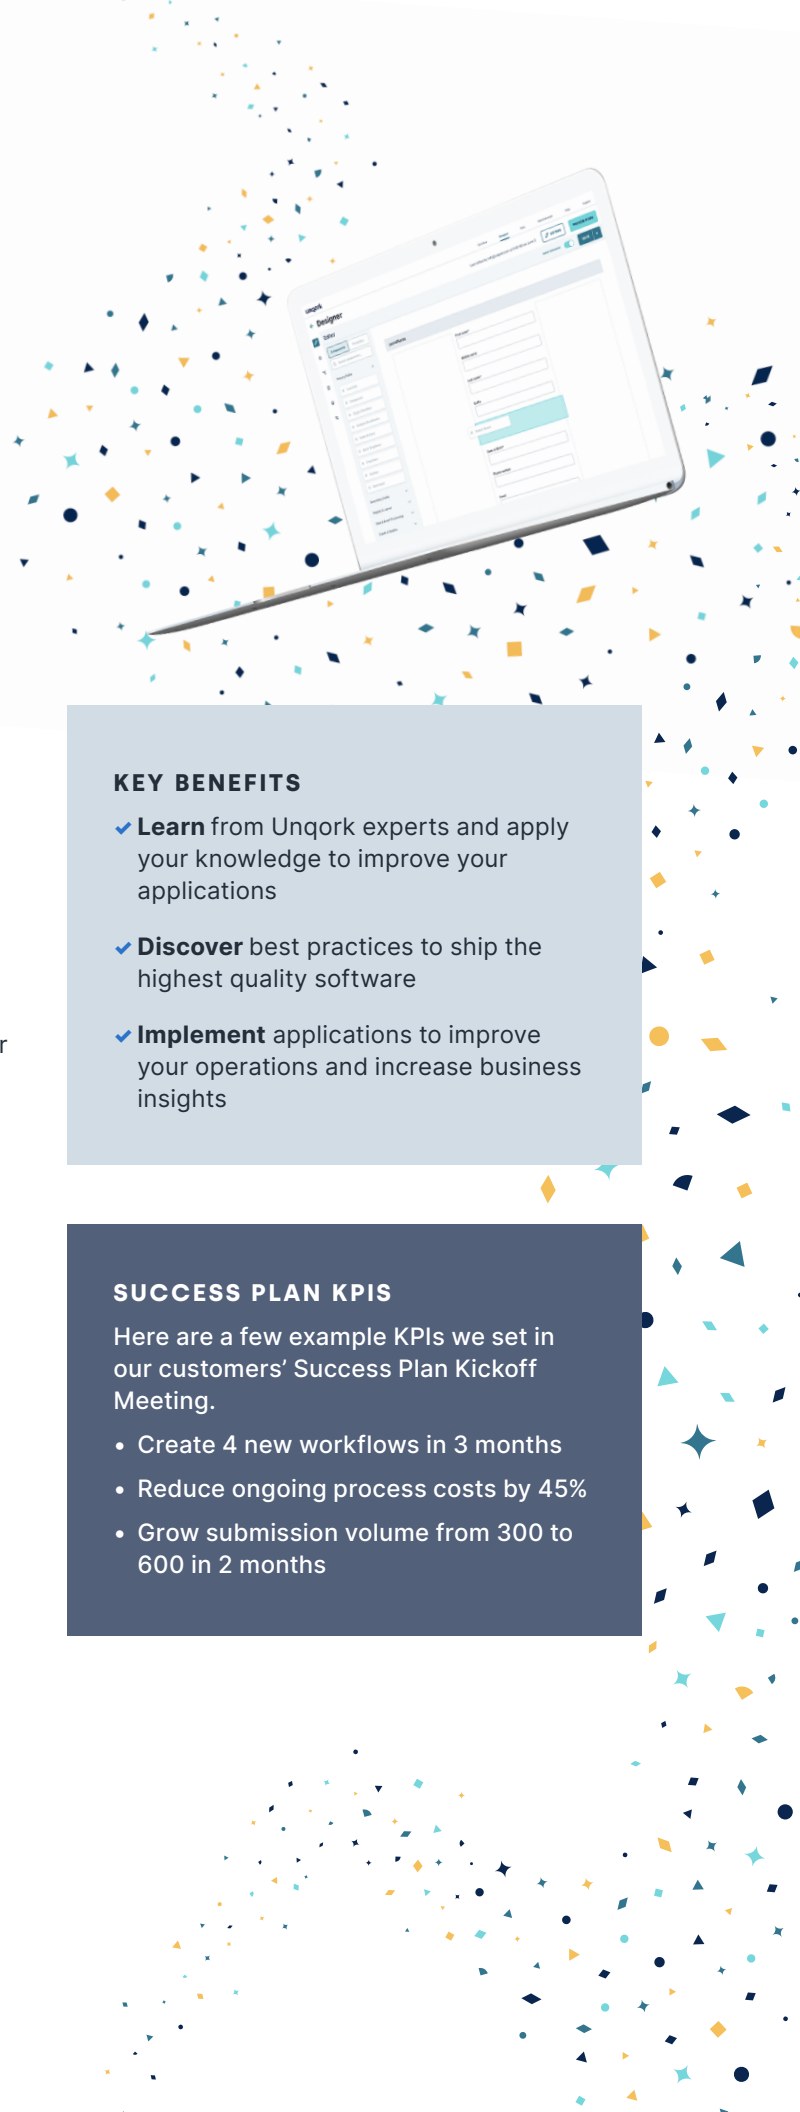 unqork
Designer
KEY BENEFITS
Learn from Unqork experts and apply
your knowledge to improve your
applications
Discover best practices to ship the
highest quality software
r
Implement applications to improve
your operations and increase business
insights
SUCCESS PLAN KPIS
Here are a few example KPIs we set in
our customers’ Success Plan Kickoff
Meeting.
• Create 4 new workflows in 3 months
• Reduce ongoing process costs by 45%
• Grow submission volume from 300 to
600 in 2 months